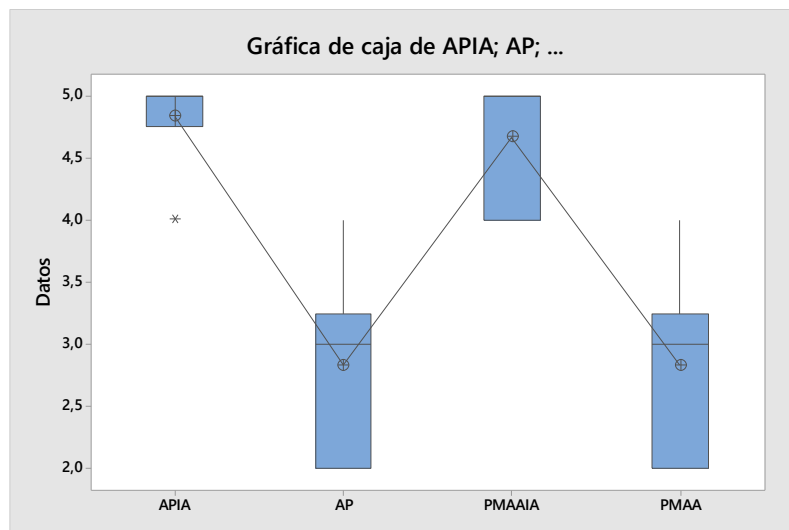 Gráfica de caja de APIA; AP; ...
Datos
5,0
4,5
4,0
3,5
3,0
2,5
2,0
APIA AP PMAAIA PMAA